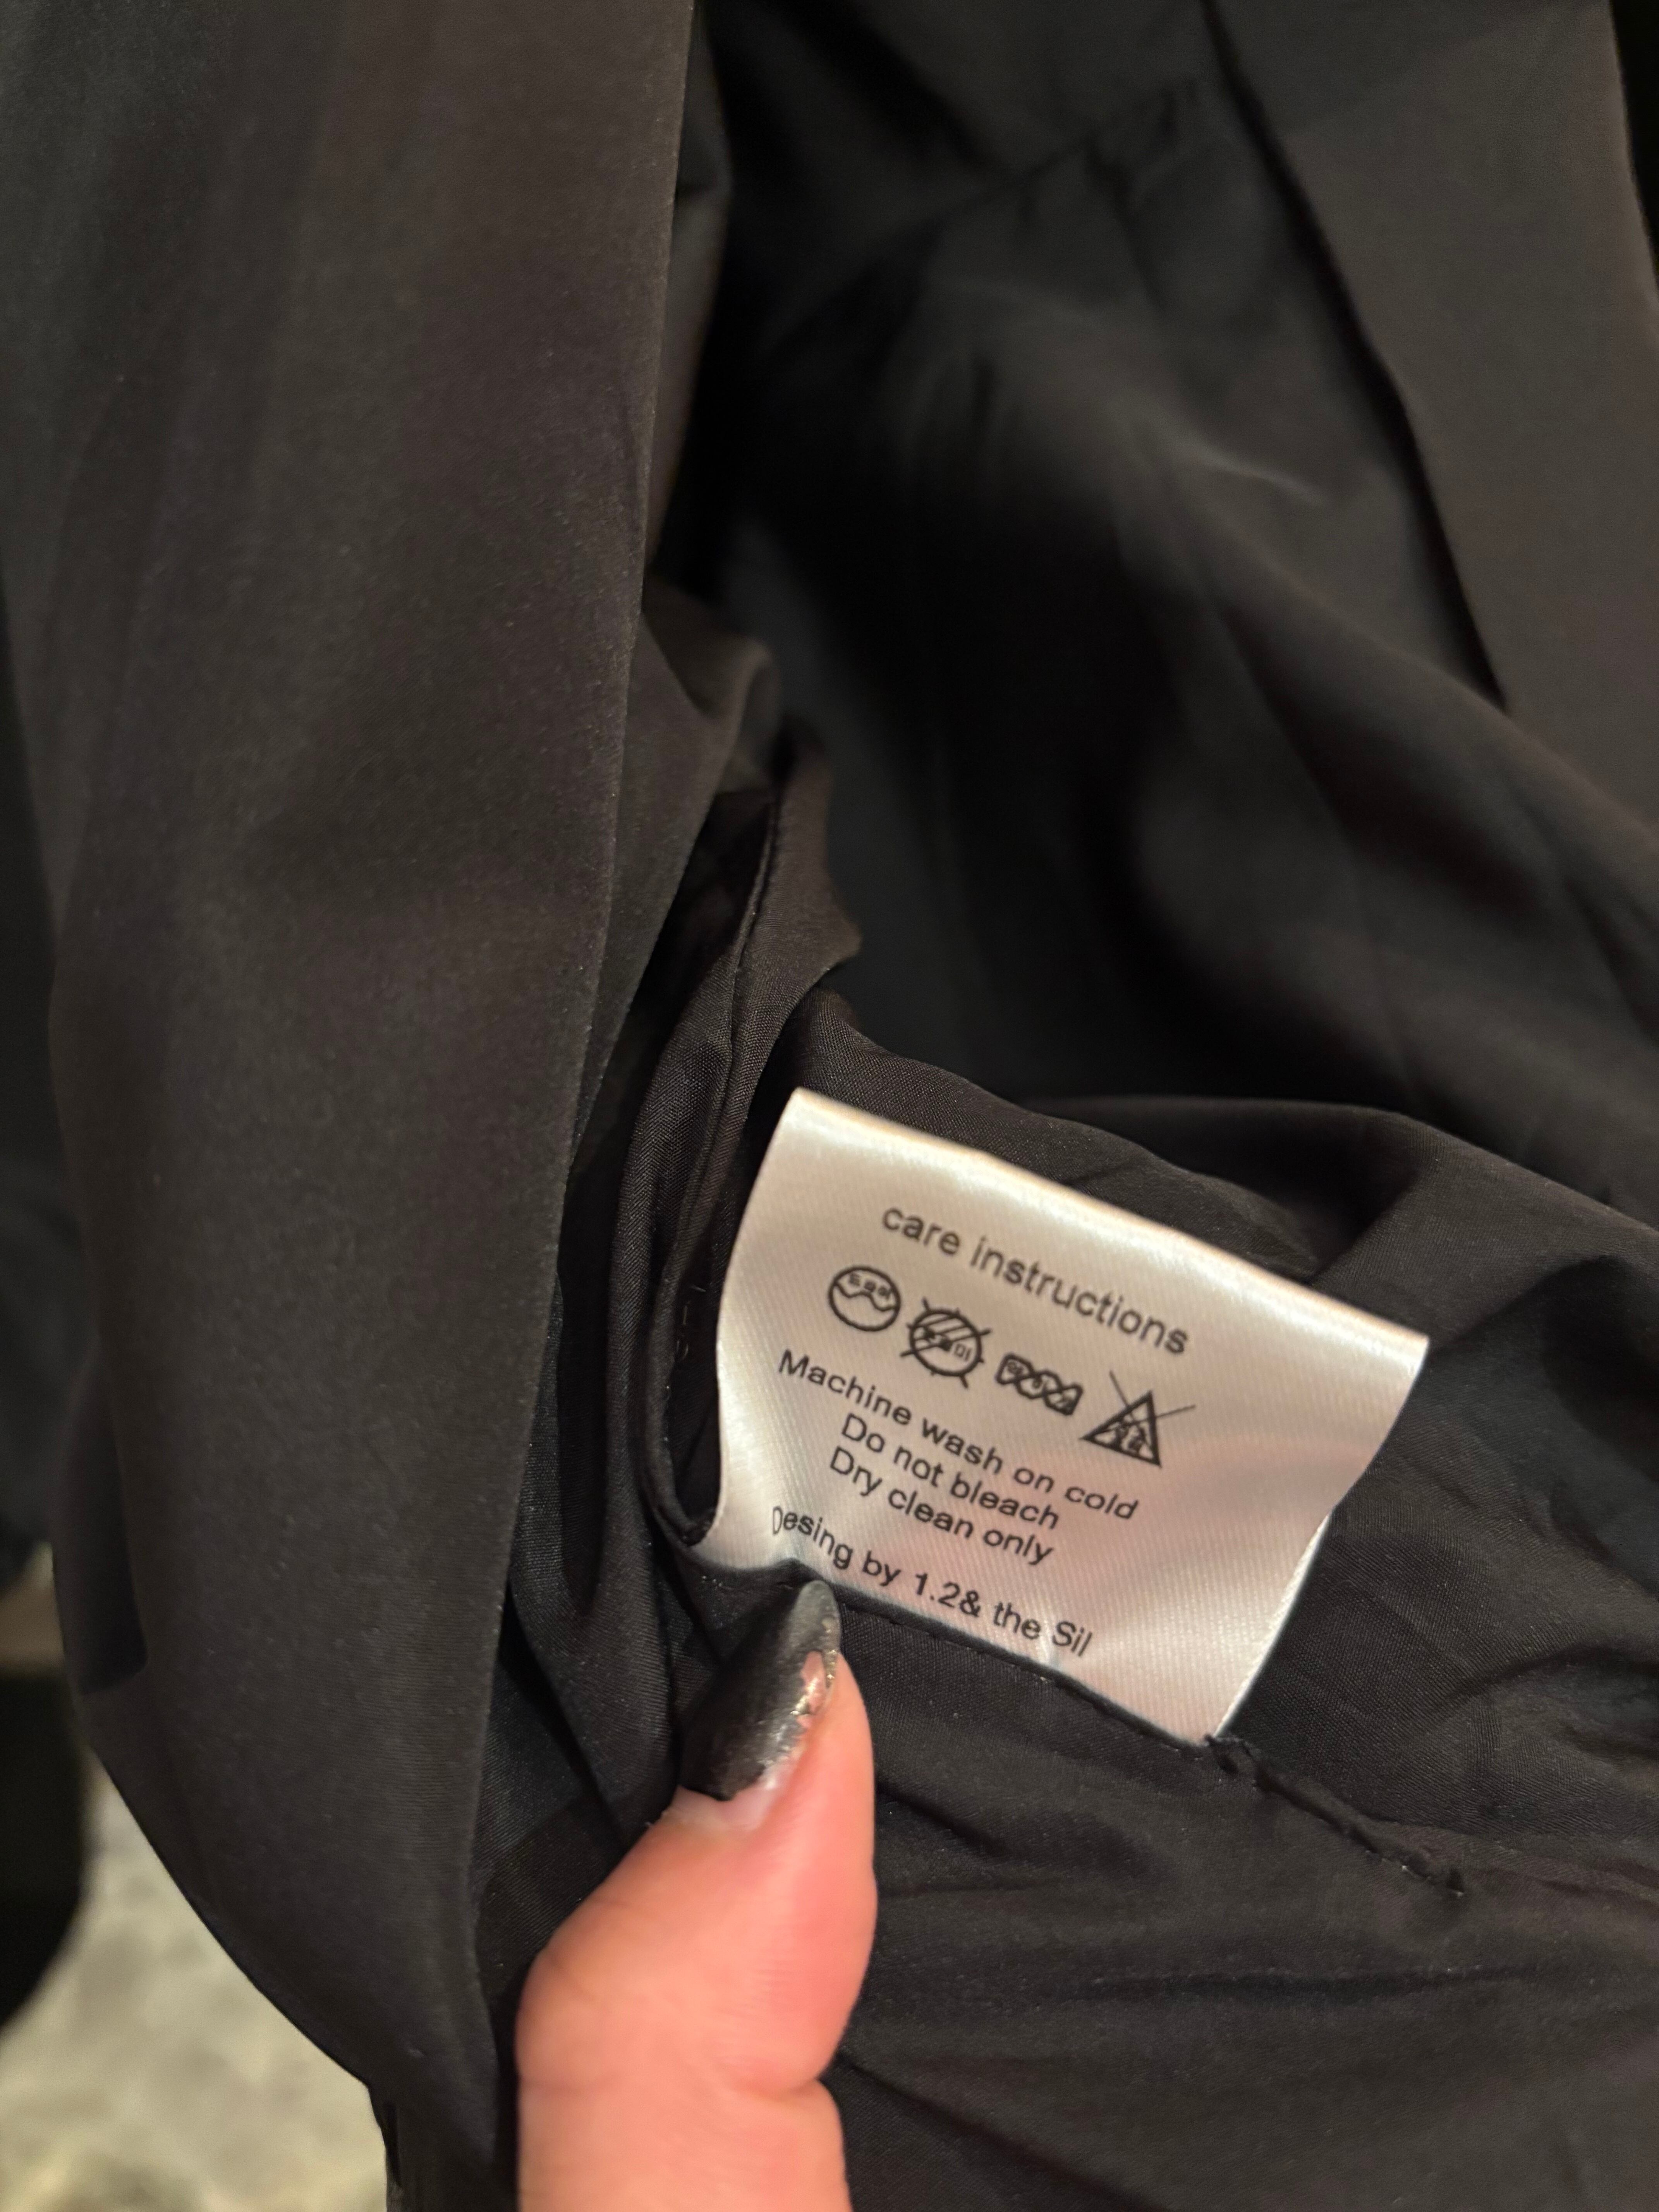 care instructions
Machine wash on cold
Do not bleach
Dry clean only
Desing by 1.2& the Sil